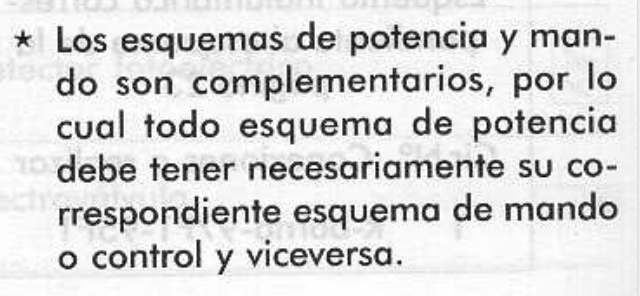 ★ Los esquemas de potencia y man-
do son complementarios, por lo
cual todo esquema de potencia
debe tener necesariamente su co-
rrespondiente esquema de mando
o control y viceversa.